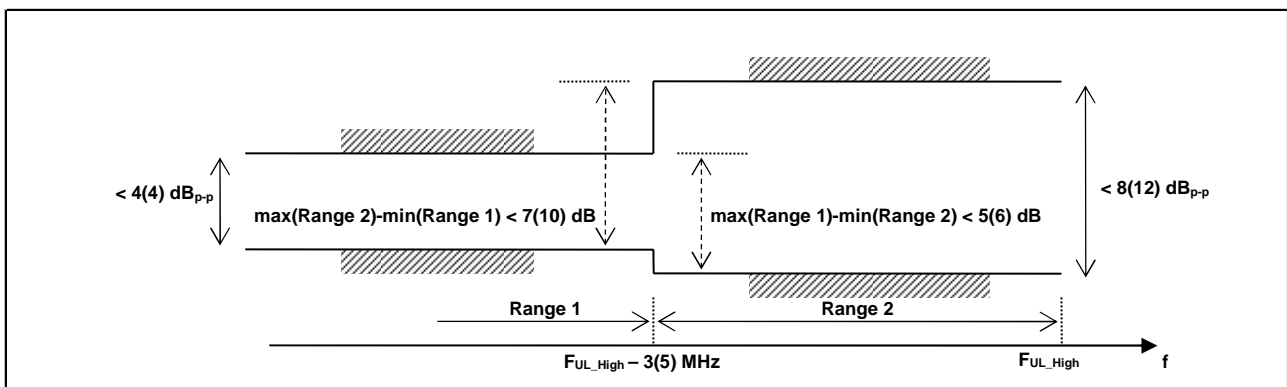 < 4(4) dBp-p
max(Range 2)-min(Range 1) < 7(10) dB
max(Range 1)-min(Range 2) < 5(6) dB
< 8(12) dBp-p
Range 1
Range 2
FUL_High – 3(5) MHz
FUL_High
f